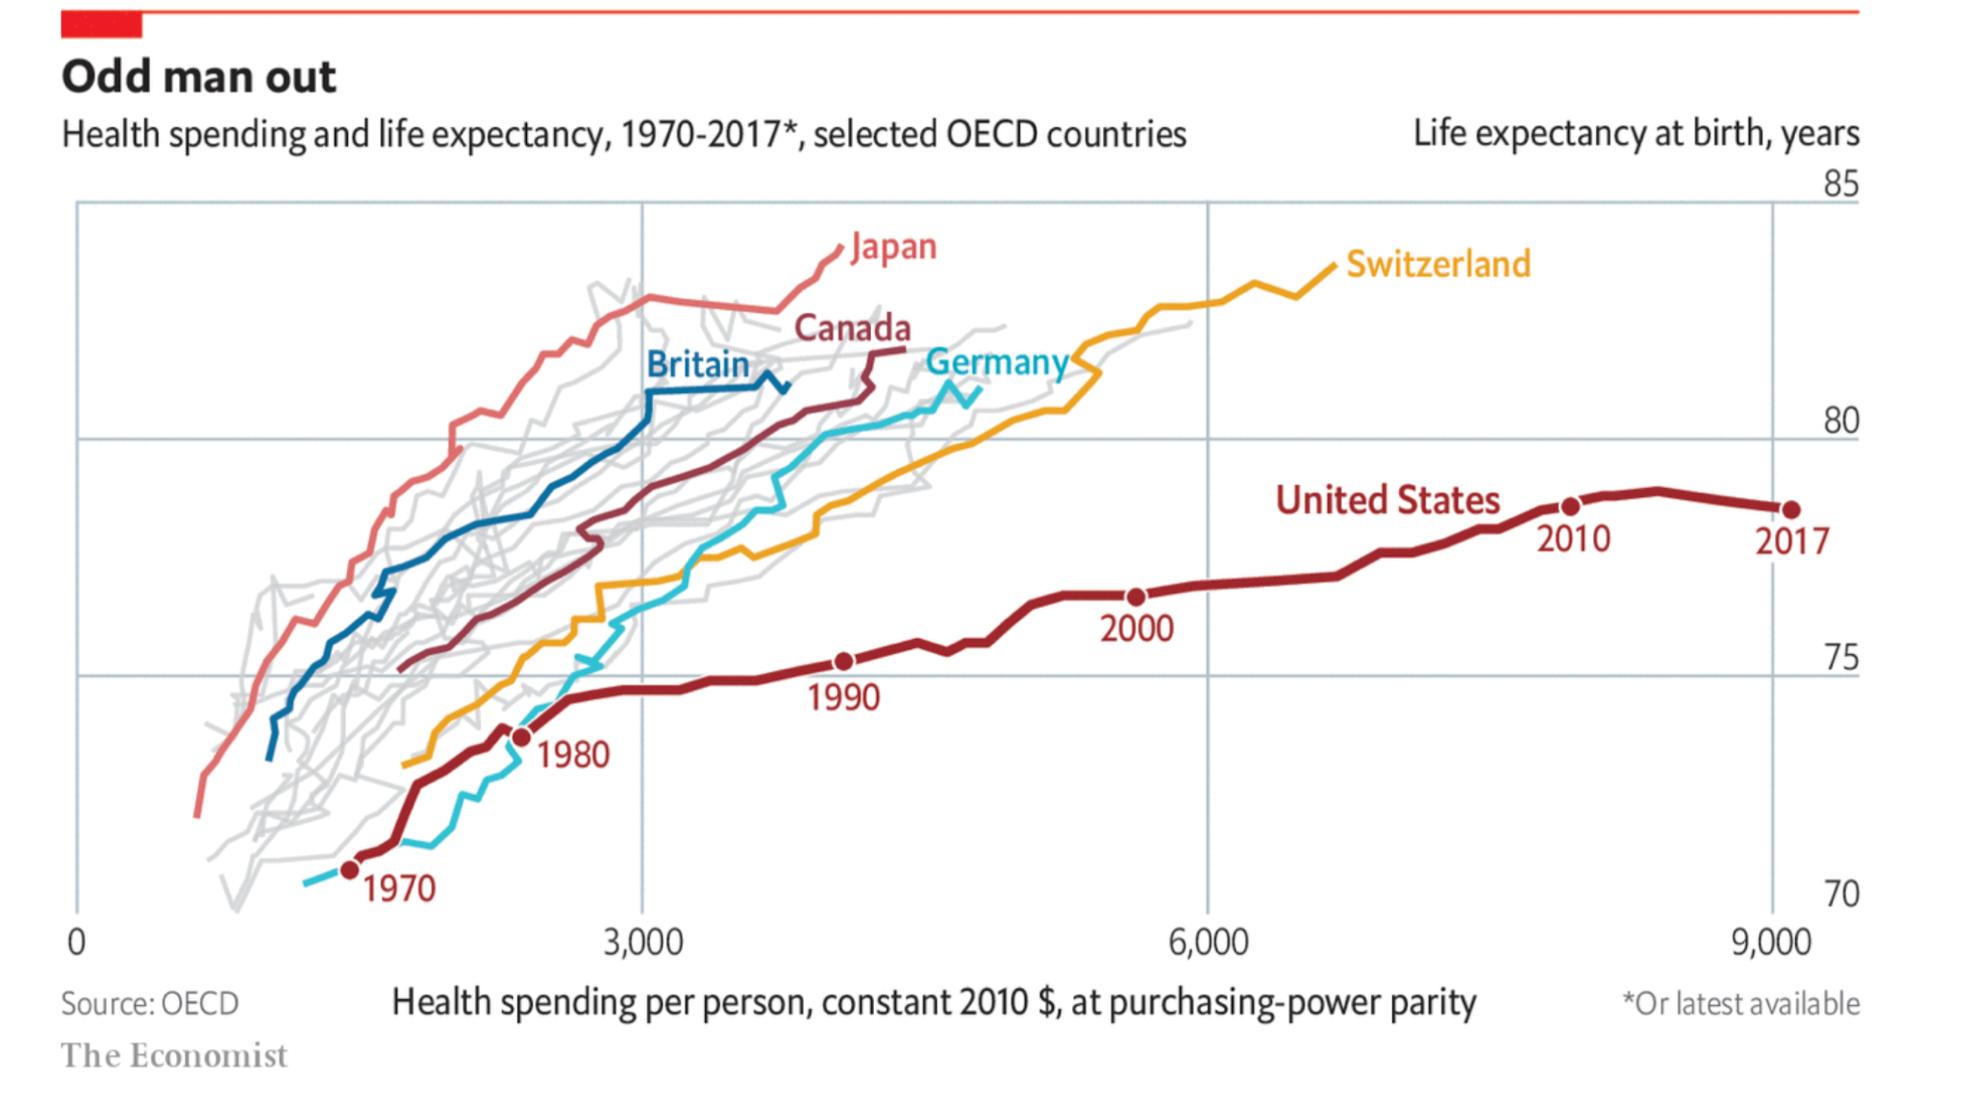 Odd man out
Health spending and life expectancy, 1970-2017*, selected OECD countries
Life expectancy at birth, years
85
Japan
Switzerland
Canada
Britain
Germany
80
United States
2010
2017
2000
75
1990
1980
1970
70
0
3,000
6,000
9,000
Source: OECD
Health spending per person, constant 2010 $, at purchasing-power parity
*Or latest available
The Economist